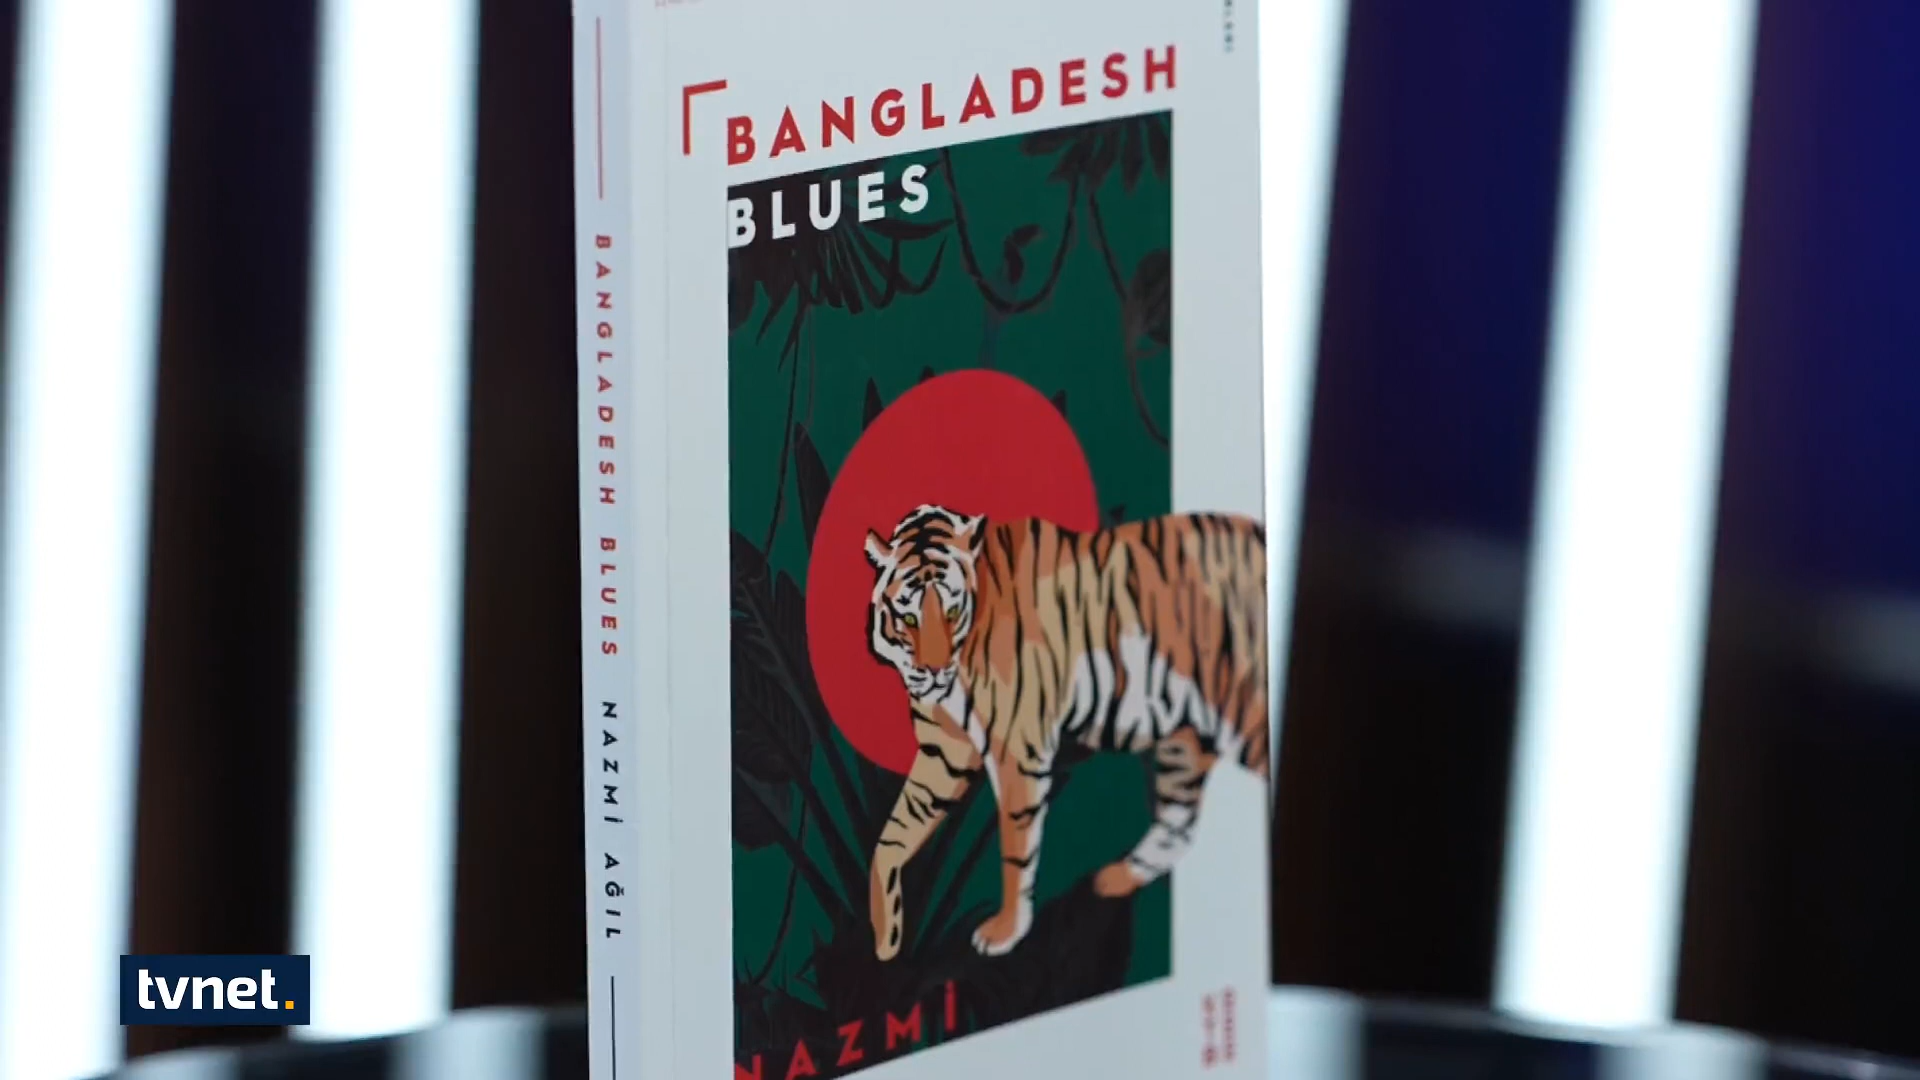 BANGLADESH
BLUES
NAZMİ
BANGLADESH BLUES NAZMİ AĞIL
tvnet.